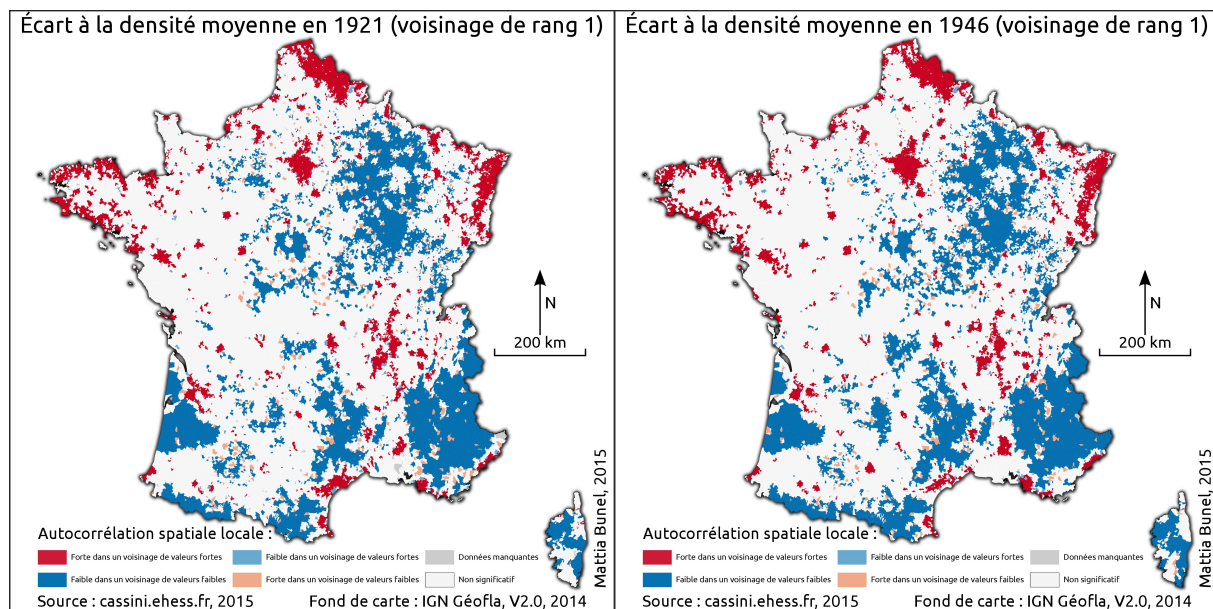 Écart à la densité moyenne en 1921 (voisinage de rang 1)
N
200 km
Mattia Bunel, 2015
Autocorrélation spatiale locale :
Forte dans un voisinage de valeurs fortes
Faible dans un voisinage de valeurs fortes
Données manquantes
Faible dans un voisinage de valeurs faibles
Forte dans un voisinage de valeurs faibles
Non significatif
Source : cassini.ehess.fr, 2015
Fond de carte : IGN Géofla, V2.0, 2014
Écart à la densité moyenne en 1946 (voisinage de rang 1)
N
200 km
Mattia Bunel, 2015
Autocorrélation spatiale locale :
Forte dans un voisinage de valeurs fortes
Faible dans un voisinage de valeurs fortes
Données manquantes
Faible dans un voisinage de valeurs faibles
Forte dans un voisinage de valeurs faibles
Non significatif
Source : cassini.ehess.fr, 2015
Fond de carte : IGN Géofla, V2.0, 2014